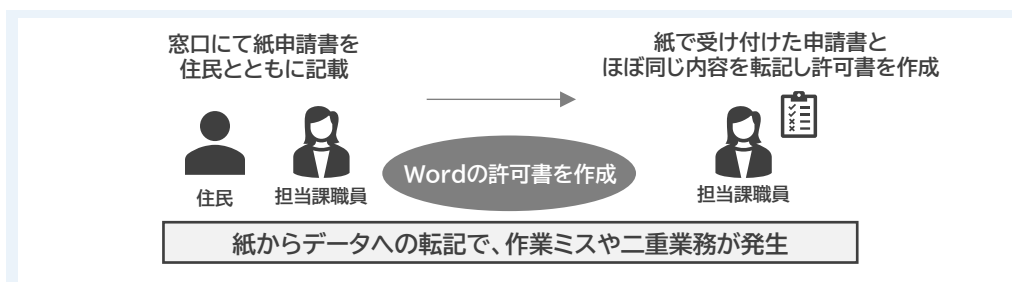 窓口にて紙申請書を
住民とともに記載
紙で受け付けた申請書と
ほぼ同じ内容を転記し許可書を作成
Wordの許可書を作成
住民
担当課職員
担当課職員
紙からデータへの転記で、作業ミスや二重業務が発生